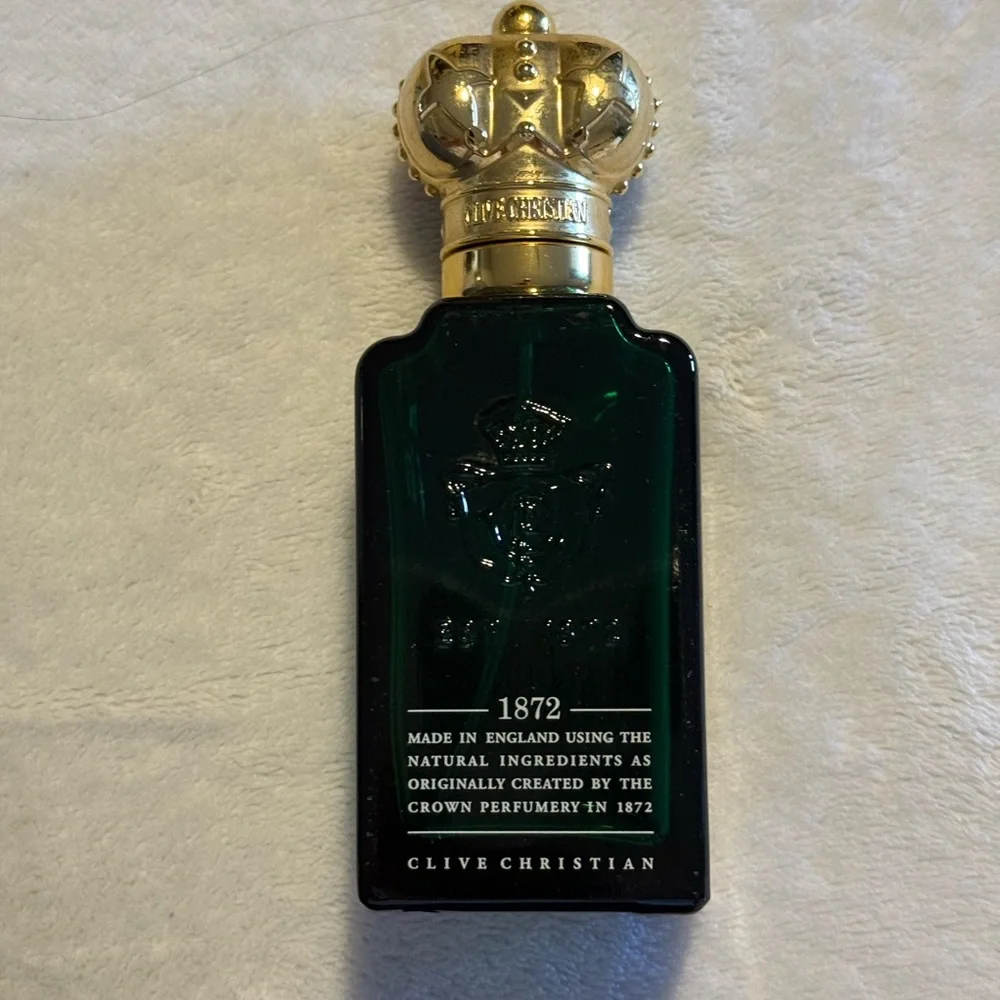 CLIVE CHRISTIAN
1872
MADE IN ENGLAND USING THE
NATURAL INGREDIENTS AS
ORIGINALLY CREATED BY THE
CROWN PERFUMERY IN 1872
CLIVE CHRISTIAN